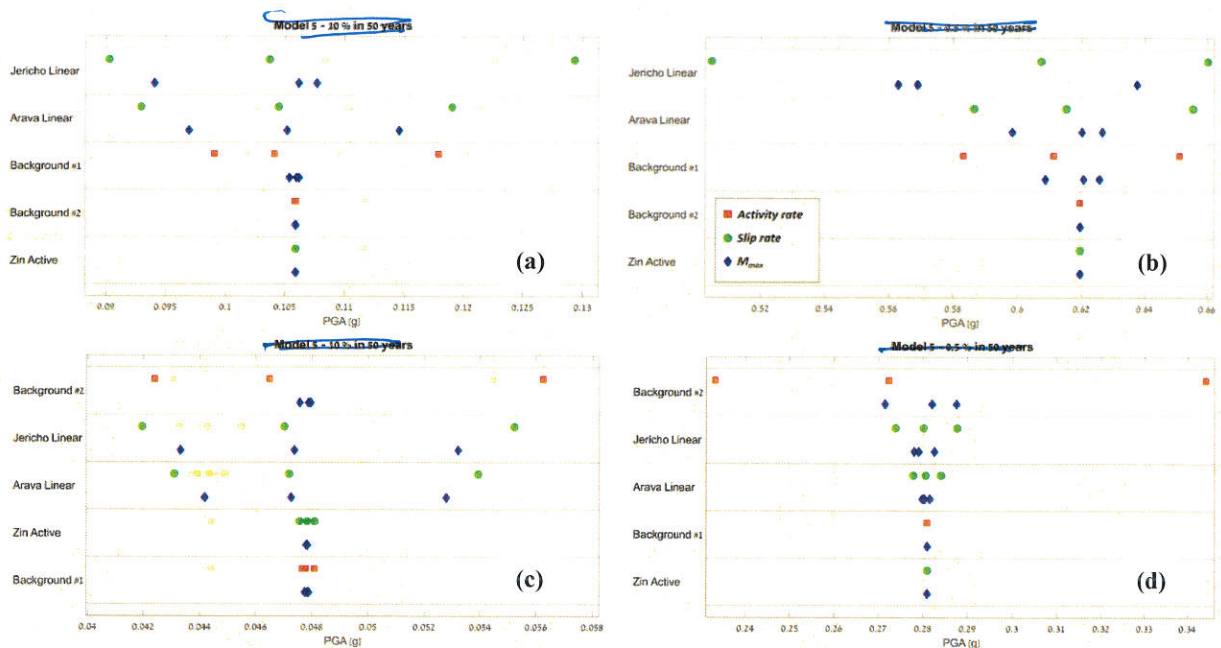 Model 5 - 10 % in 50 years
Jericho Linear
Arava Linear
Background #1
Background #2
Zin Active
(a)
0.09 0.095 0.1 0.105 0.11 0.115 0.12 0.125 0.13
PGA [g]
Model 5 - 0.5 % in 50 years
Jericho Linear
Arava Linear
Background #1
Background #2
Zin Active
Activity rate
Slip rate
Mmax
(b)
0.52 0.54 0.56 0.58 0.6 0.62 0.64 0.66
PGA [g]
Model 5 - 10 % in 50 years
Background #2
Jericho Linear
Arava Linear
Zin Active
Background #1
(c)
0.04 0.042 0.044 0.046 0.048 0.05 0.052 0.054 0.056 0.058
PGA [g]
Model 5 - 0.5 % in 50 years
Background #2
Jericho Linear
Arava Linear
Background #1
Zin Active
(d)
0.24 0.25 0.26 0.27 0.28 0.29 0.3 0.31 0.32 0.33 0.34
PGA [g]